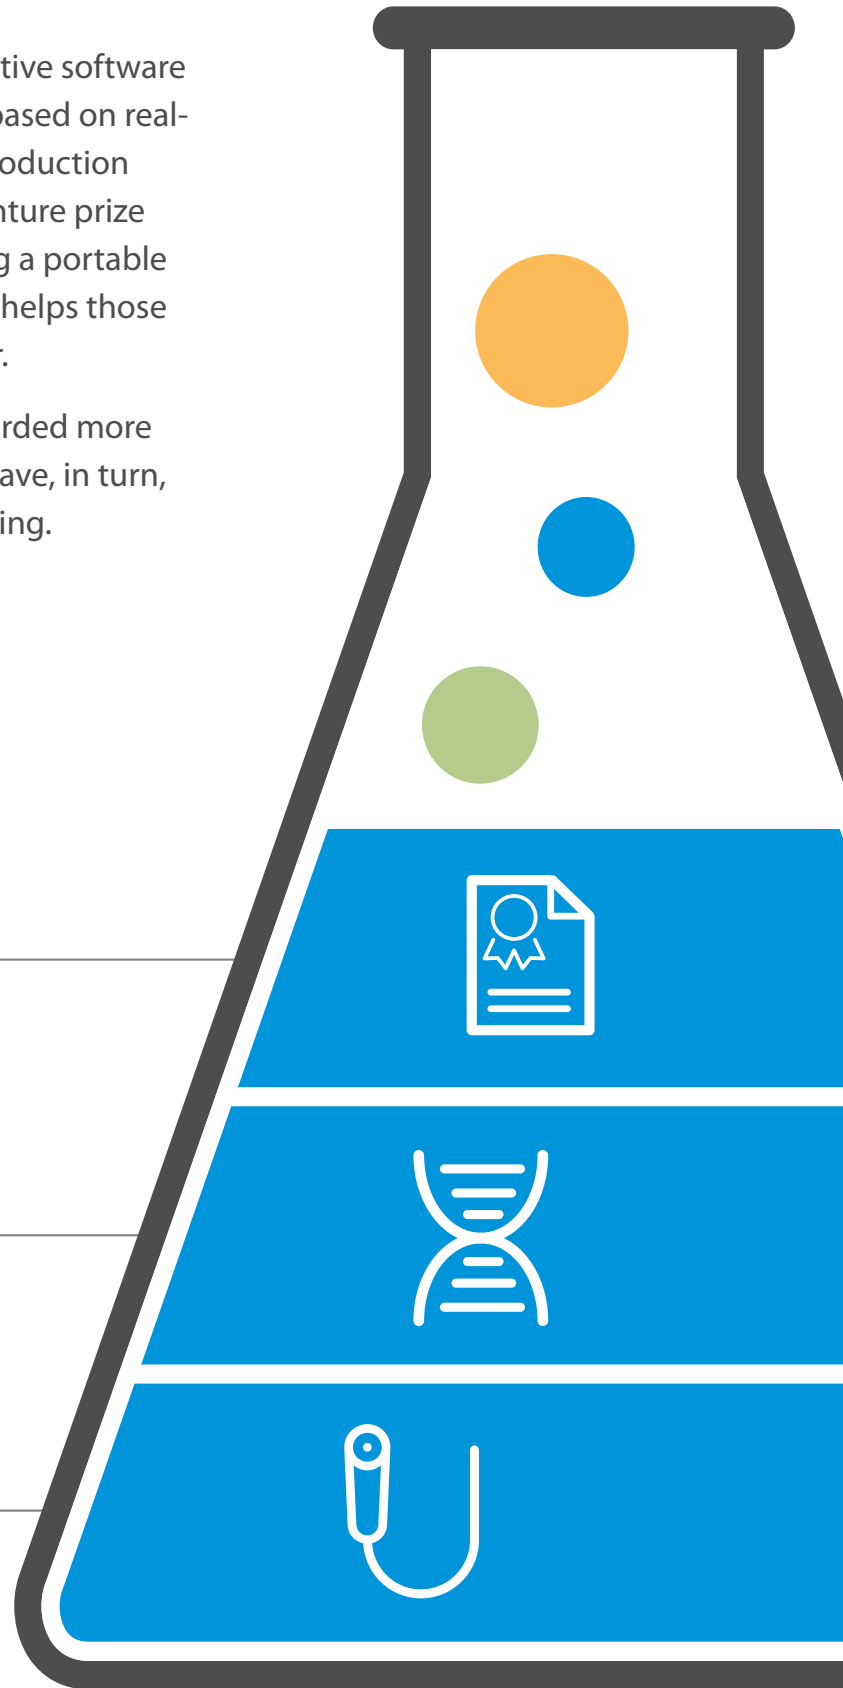 tive software
based on real-
oduction
nture prize
g a portable
helps those
r.
rded more
ave, in turn,
ing.